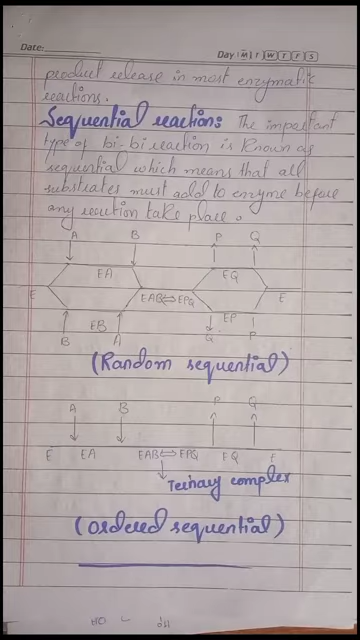 Date:
Day M T W T F S
product release in most enzymatic
reactions.
Sequential reaction: The important
type of bi-bi reaction is known as
sequential which means that all
substrates must add to enzyme before
any reaction take place.
A B P Q
EA EQ
E EAB⇔EPQ E
EB EP
B A Q P
(Random sequential)
A B P Q
E EA EAB⇔EPQ EQ E
Ternary complex
(ordered sequential)